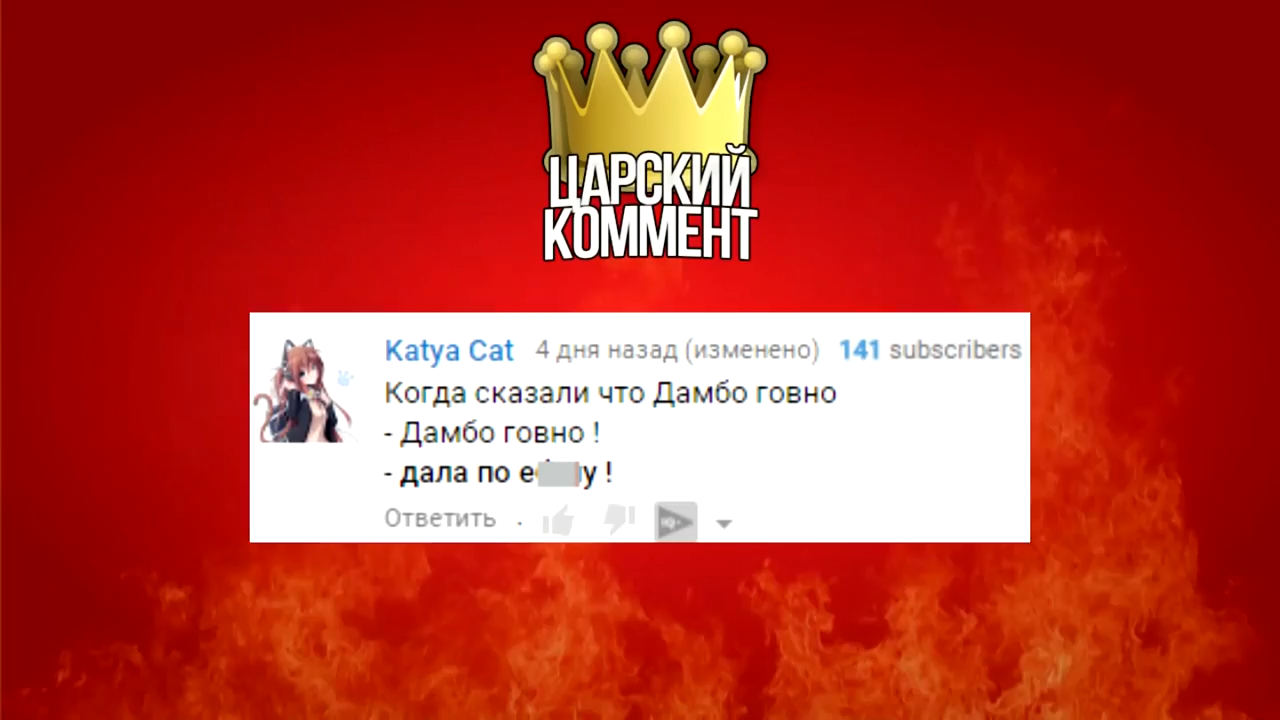 ЦАРСКИЙ
КОММЕНТ
Katya Cat 4 дня назад (изменено) 141 subscribers
Когда сказали что Дамбо говно
- Дамбо говно !
- дала по !
Ответить .